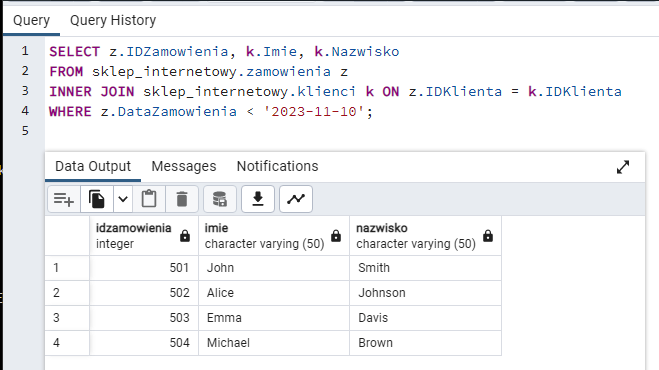 Query Query History
1 SELECT z.IDZamowienia, k.Imie, k.Nazwisko
2 FROM sklep_internetowy.zamowienia z
3 INNER JOIN sklep_internetowy.klienci k ON z.IDKlienta = k.IDKlienta
4 WHERE z.DataZamowienia < '2023-11-10';
5
Data Output Messages Notifications
idzamowienia imie nazwisko
integer character varying (50) character varying (50)
1 501 John Smith
2 502 Alice Johnson
3 503 Emma Davis
4 504 Michael Brown